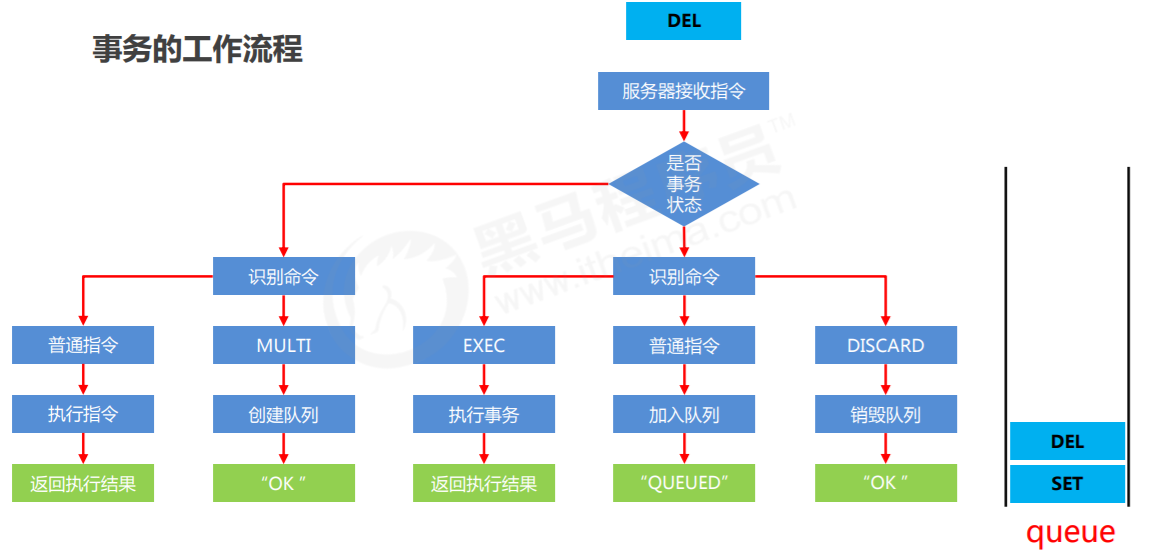 DEL
事务的工作流程
服务器接收指令
是否
事务
状态
黑马程序员™
www.itheima.com
识别命令
识别命令
普通指令
MULTI
EXEC
普通指令
DISCARD
执行指令
创建队列
执行事务
加入队列
销毁队列
DEL
返回执行结果
“OK ”
返回执行结果
“QUEUED”
“OK ”
SET
queue